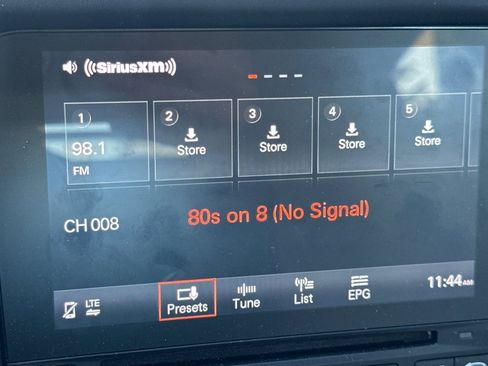 ((SiriusXM))
1 2 3 4 5
98.1 Store Store Store Store
FM
CH 008 80s on 8 (No Signal)
LTE Presets Tune List EPG 11:44 AM